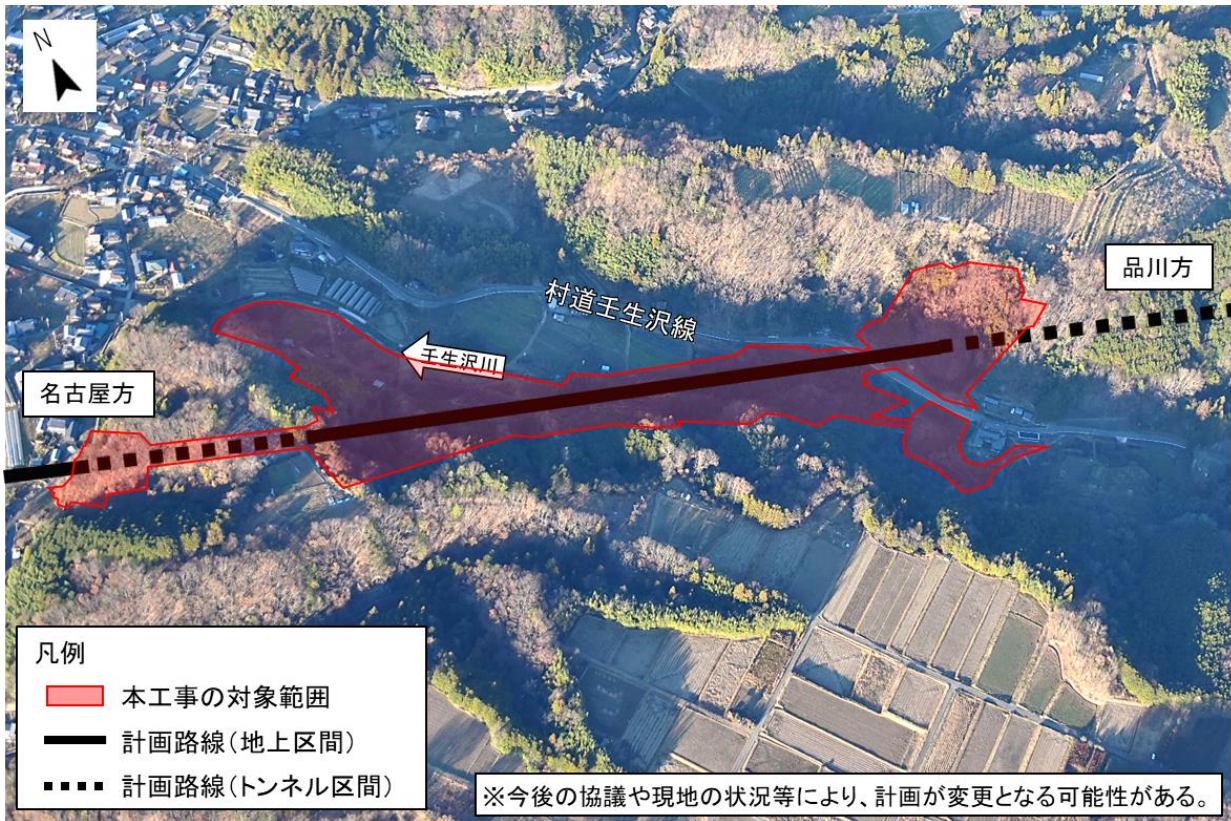 N
品川方
村道壬生沢線
壬生沢川
名古屋方
凡例
本工事の対象範囲
計画路線(地上区間)
計画路線(トンネル区間)
※今後の協議や現地の状況等により、計画が変更となる可能性がある。